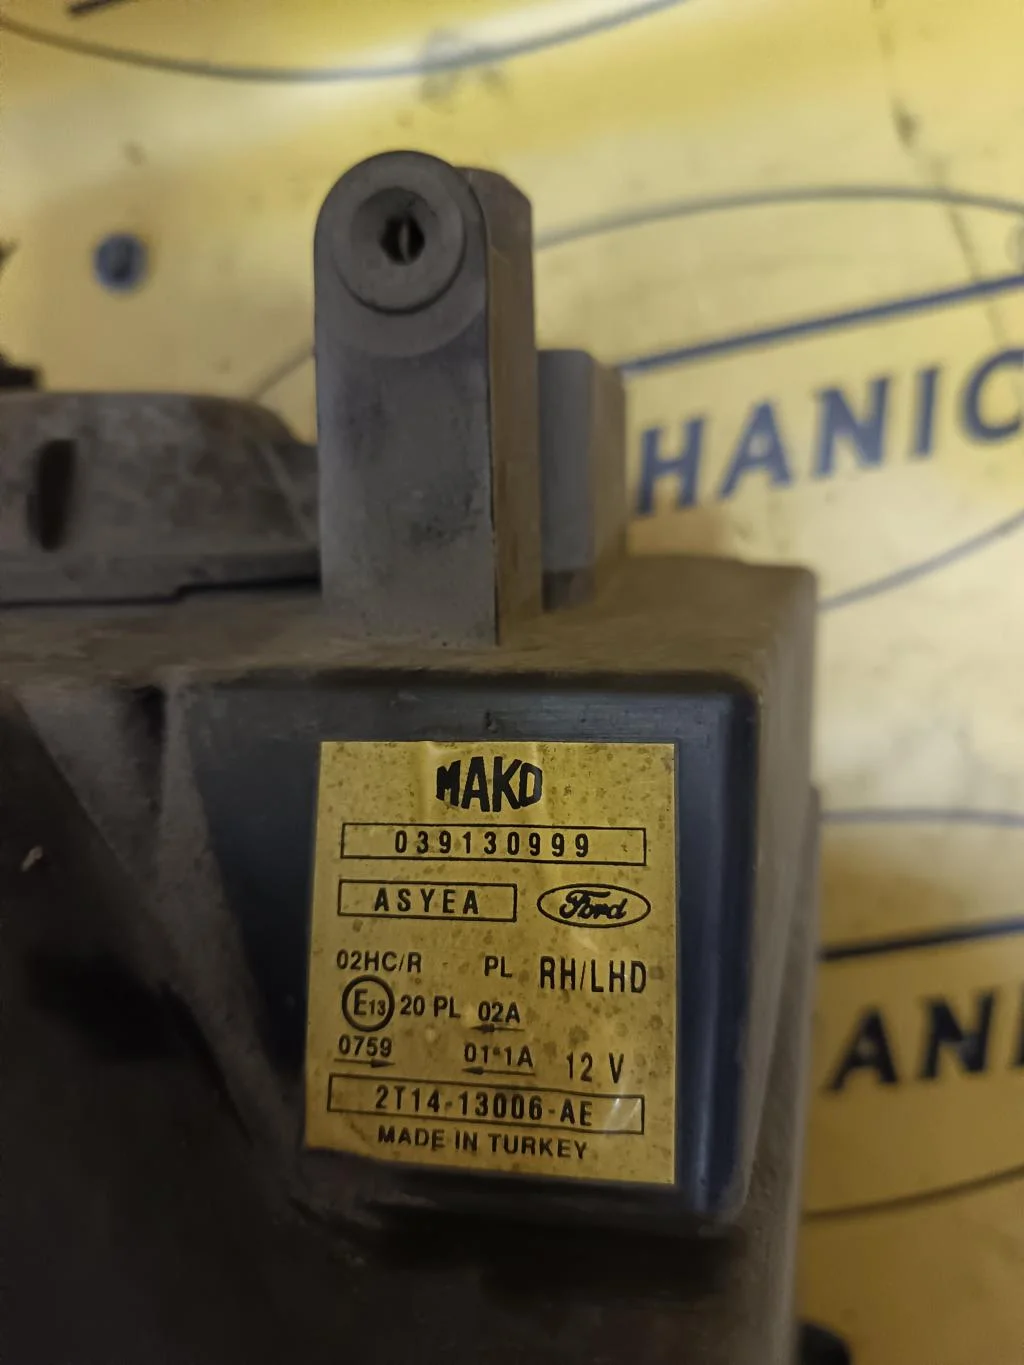 HANIC
MAKO
039130999
ASYEA Ford
02HC/R PL RH/LHD
E13 20 PL 02A
0759 01*1A 12 V
2T14-13006-AE
MADE IN TURKEY